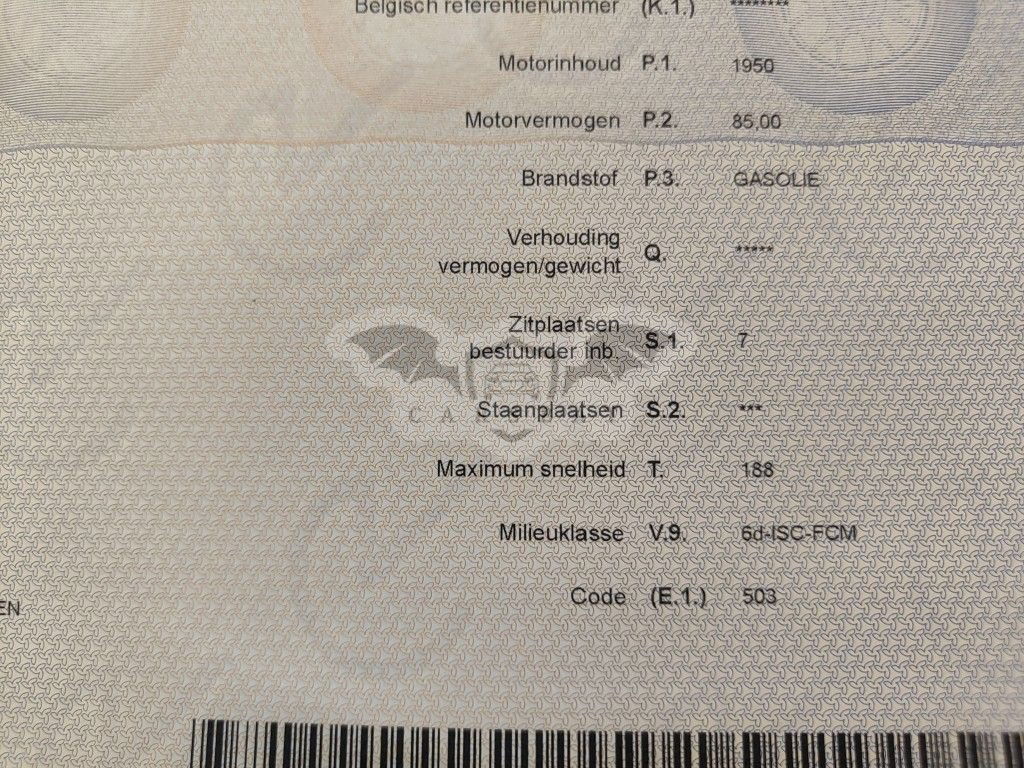 Belgisch referentienummer (K.1.) ********
Motorinhoud P.1. 1950
Motorvermogen P.2. 85,00
Brandstof P.3. GASOLIE
Verhouding
vermogen/gewicht Q. *****
Zitplaatsen
bestuurder inb. S.1. 7
Staanplaatsen S.2. ***
Maximum snelheid T. 188
Milieuklasse V.9. 6d-ISC-FCM
Code (E.1.) 503
EN